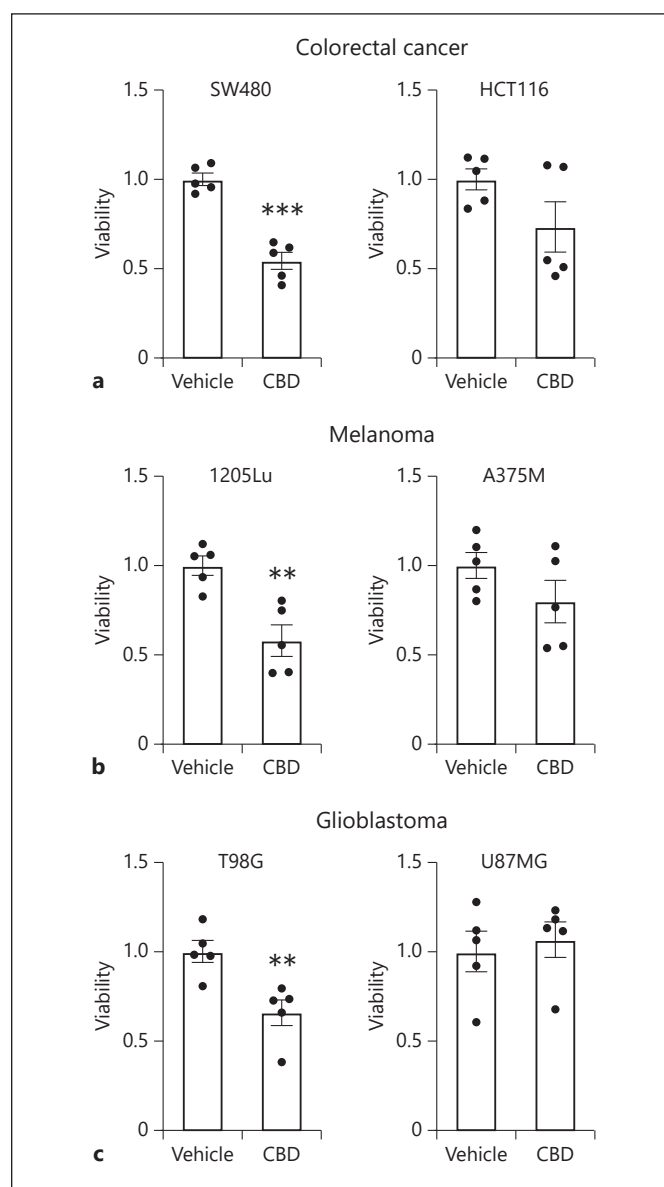 Colorectal cancer
SW480
HCT116
1.5
1.0
0.5
0
Viability
***
Vehicle
CBD
1.5
1.0
0.5
0
Viability
Vehicle
CBD
a
Melanoma
1205Lu
A375M
1.5
1.0
0.5
0
Viability
**
Vehicle
CBD
1.5
1.0
0.5
0
Viability
Vehicle
CBD
b
Glioblastoma
T98G
U87MG
1.5
1.0
0.5
0
Viability
**
Vehicle
CBD
1.5
1.0
0.5
0
Viability
Vehicle
CBD
c